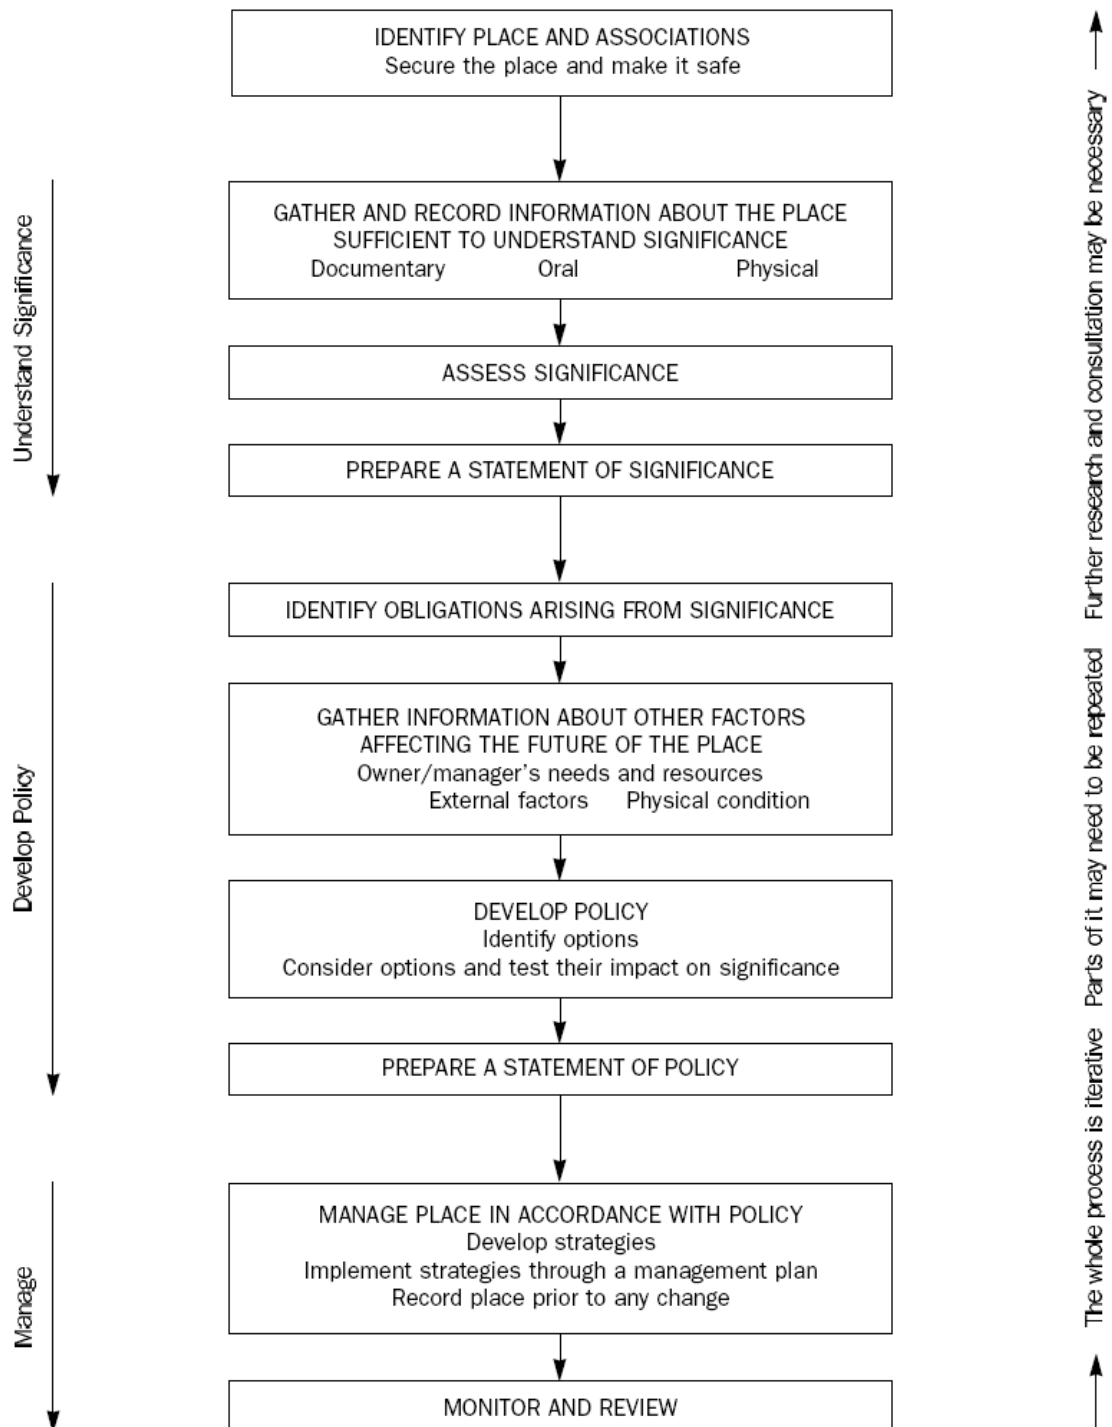 IDENTIFY PLACE AND ASSOCIATIONS
Secure the place and make it safe
Understand Significance
GATHER AND RECORD INFORMATION ABOUT THE PLACE
SUFFICIENT TO UNDERSTAND SIGNIFICANCE
Documentary Oral Physical
ASSESS SIGNIFICANCE
PREPARE A STATEMENT OF SIGNIFICANCE
Develop Policy
IDENTIFY OBLIGATIONS ARISING FROM SIGNIFICANCE
GATHER INFORMATION ABOUT OTHER FACTORS
AFFECTING THE FUTURE OF THE PLACE
Owner/manager's needs and resources
External factors Physical condition
DEVELOP POLICY
Identify options
Consider options and test their impact on significance
PREPARE A STATEMENT OF POLICY
Manage
MANAGE PLACE IN ACCORDANCE WITH POLICY
Develop strategies
Implement strategies through a management plan
Record place prior to any change
MONITOR AND REVIEW
The whole process is iterative Parts of it may need to be repeated Further research and consultation may be necessary